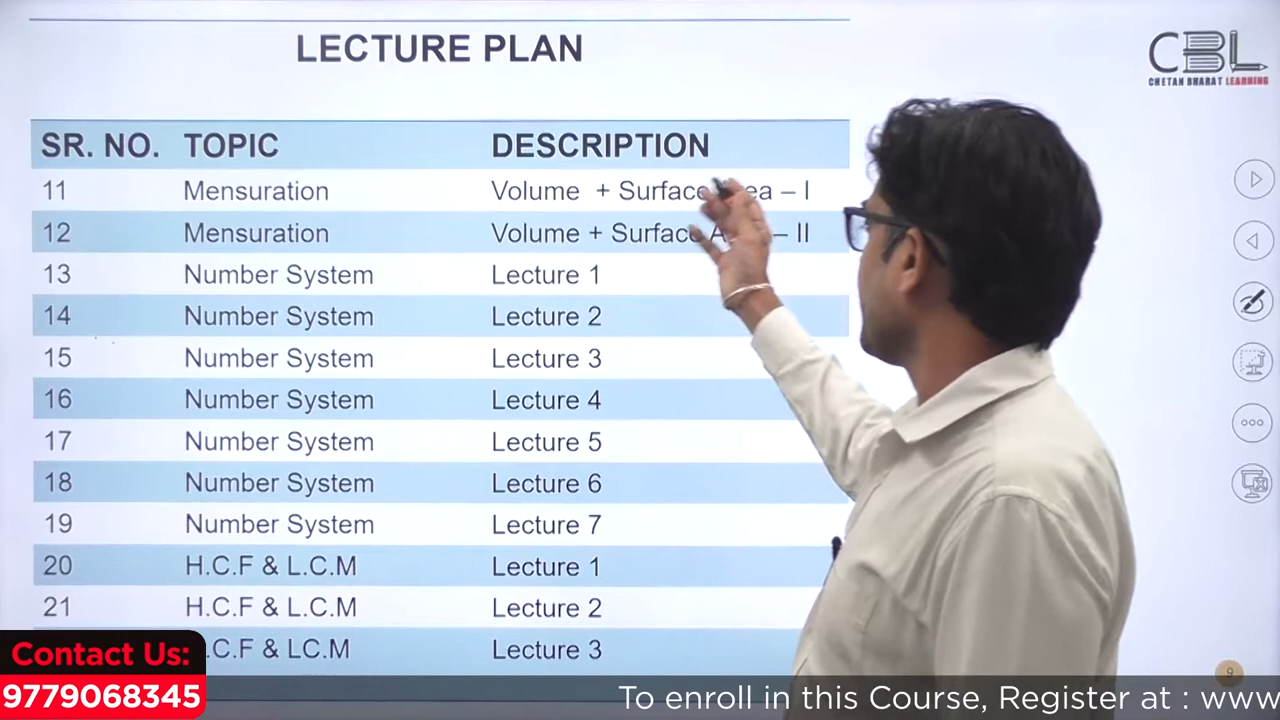 LECTURE PLAN
CBL
CHETAN BHARAT LEARNING
SR. NO. TOPIC DESCRIPTION
11 Mensuration Volume + Surface Area – I
12 Mensuration Volume + Surface A – II
13 Number System Lecture 1
14 Number System Lecture 2
15 Number System Lecture 3
16 Number System Lecture 4
17 Number System Lecture 5
18 Number System Lecture 6
19 Number System Lecture 7
20 H.C.F & L.C.M Lecture 1
21 H.C.F & L.C.M Lecture 2
.C.F & LC.M Lecture 3
9
Contact Us:
9779068345
To enroll in this Course, Register at : www